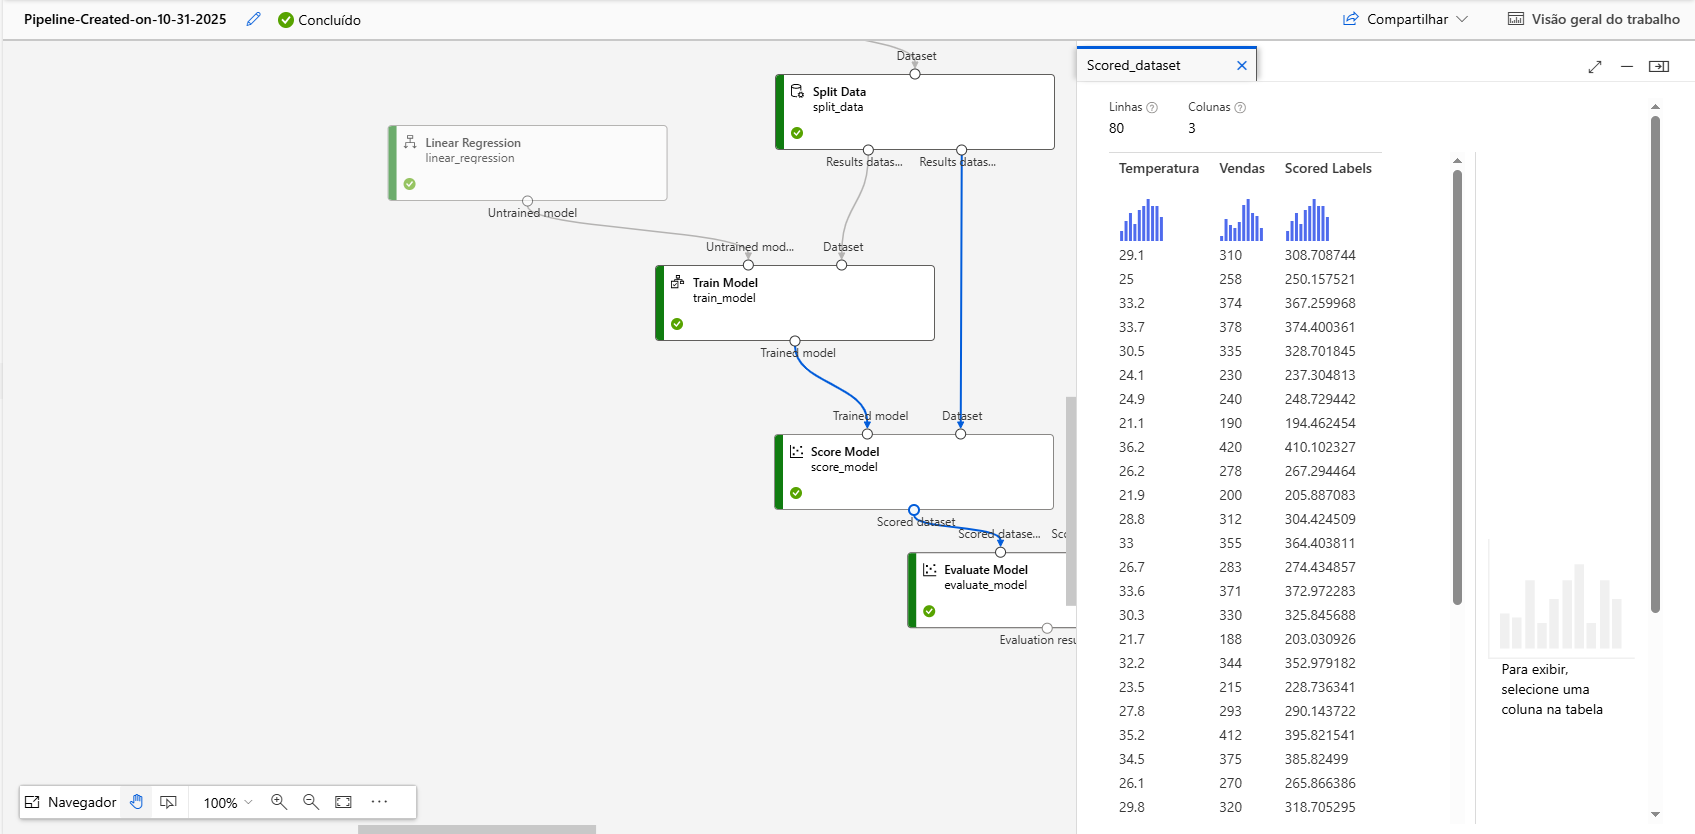 Pipeline-Created-on-10-31-2025
Concluído
Compartilhar
Visão geral do trabalho
Dataset
Split Data
split_data
Results datas...
Results datas...
Linear Regression
linear_regression
Untrained model
Untrained mod...
Dataset
Train Model
train_model
Trained model
Trained model
Dataset
Score Model
score_model
Scored dataset
Scored datase...
Sco
Evaluate Model
evaluate_model
Evaluation resu
Navegador
100%
Scored_dataset
Linhas
Colunas
80
3
Temperatura Vendas Scored Labels
29.1 310 308.708744
25 258 250.157521
33.2 374 367.259968
33.7 378 374.400361
30.5 335 328.701845
24.1 230 237.304813
24.9 240 248.729442
21.1 190 194.462454
36.2 420 410.102327
26.2 278 267.294464
21.9 200 205.887083
28.8 312 304.424509
33 355 364.403811
26.7 283 274.434857
33.6 371 372.972283
30.3 330 325.845688
21.7 188 203.030926
32.2 344 352.979182
23.5 215 228.736341
27.8 293 290.143722
35.2 412 395.821541
34.5 375 385.82499
26.1 270 265.866386
29.8 320 318.705295
Para exibir,
selecione uma
coluna na tabela